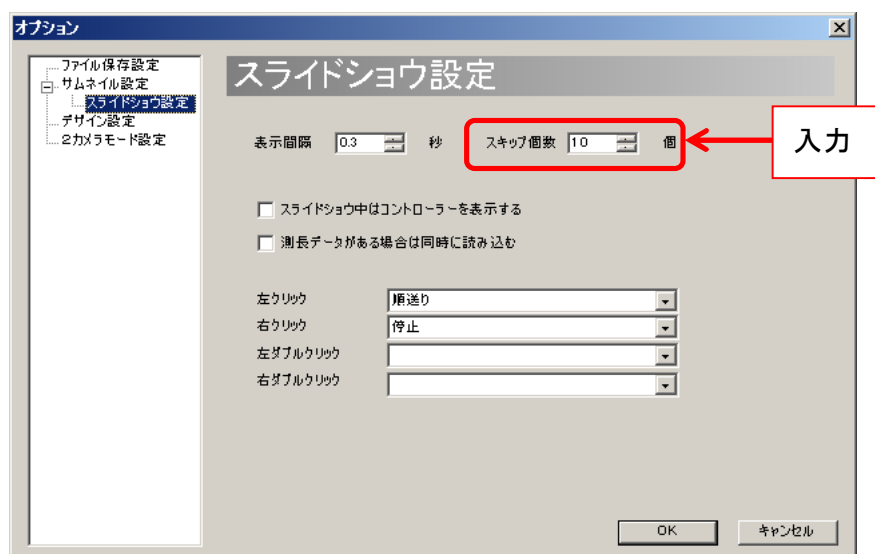 オプション
ファイル保存設定
サムネイル設定
スライドショウ設定
デザイン設定
2カメラモード設定
スライドショウ設定
表示間隔 0.3 秒 スキップ個数 10 個
入力
スライドショウ中はコントローラーを表示する
測長データがある場合は同時に読み込む
左クリック 順送り
右クリック 停止
左ダブルクリック
右ダブルクリック
OK キャンセル